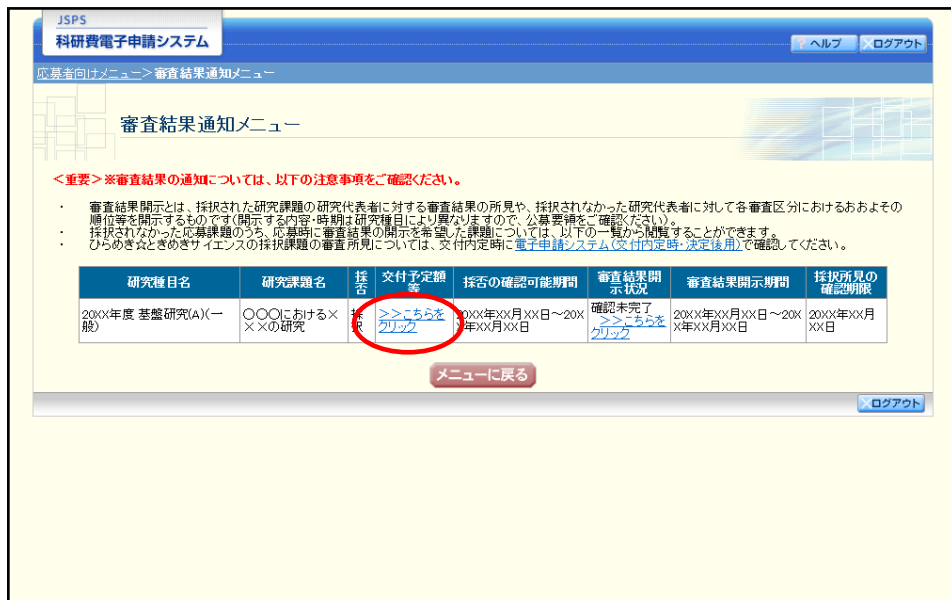 JSPS
科研費電子申請システム
? ヘルプ
ログアウト
応募者向けメニュー＞審査結果通知メニュー
審査結果通知メニュー
＜重要＞※審査結果の通知については、以下の注意事項をご確認ください。
・ 審査結果開示とは、採択された研究課題の研究代表者に対する審査結果の所見や、採択されなかった研究代表者に対して各審査区分におけるおおよその
順位等を開示するものです(開示する内容・時期は研究種目により異なりますので、公募要領をご確認ください)。
・ 採択されなかった応募課題のうち、応募時に審査結果の開示を希望した課題については、以下の一覧から閲覧することができます。
・ ひらめき☆ときめきサイエンスの採択課題の審査所見については、交付内定時に電子申請システム(交付内定時・決定後用)で確認してください。
研究種目名 研究課題名 採否 交付予定額等 採否の確認可能期間 審査結果開示状況 審査結果開示期間 採択所見の確認期限
20XX年度 基盤研究(A)(一般) 〇〇〇における×××の研究 採択 >>こちらをクリック 20XX年XX月XX日～20XX年XX月XX日 確認未完了 >>こちらをクリック 20XX年XX月XX日～20XX年XX月XX日 20XX年XX月XX日
メニューに戻る
ログアウト